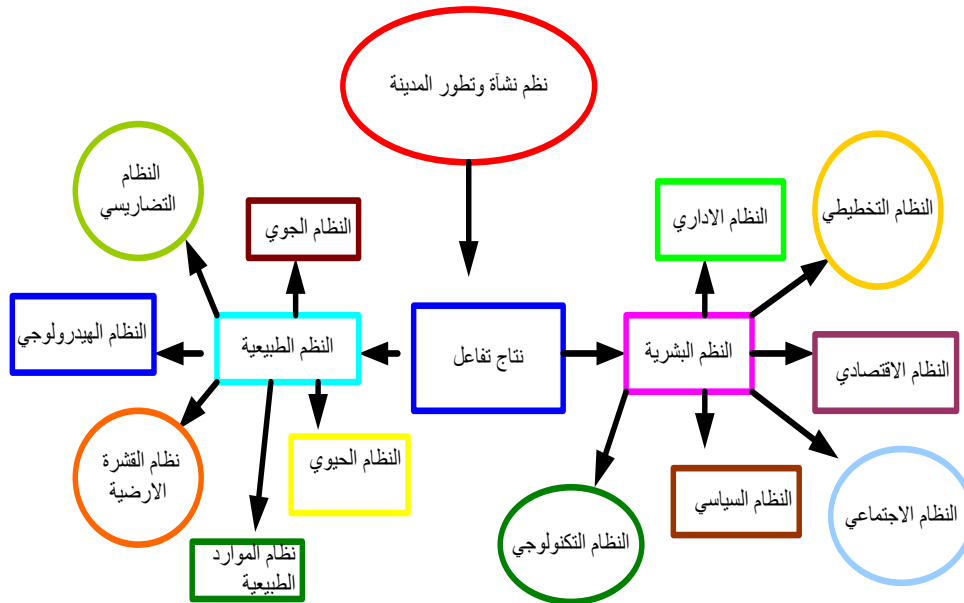 نظم نشآة وتطور المدينة
النظام التخطيطي
النظام الاداري
النظام الجوي
النظام
التضاريسي
النظم البشرية
نتاج تفاعل
النظم الطبيعية
النظام الهيدرولوجي
النظام الاقتصادي
النظام الاجتماعي
النظام السياسي
النظام التكنولوجي
النظام الحيوي
نظام القشرة
الارضية
نظام الموارد
الطبيعية